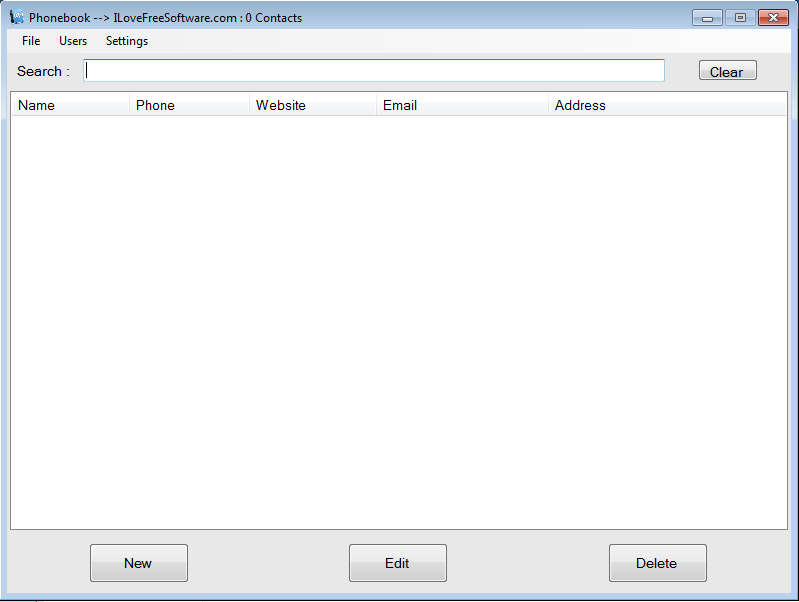 Phonebook --> ILoveFreeSoftware.com : 0 Contacts
File Users Settings
Search : Clear
Name Phone Website Email Address
New Edit Delete